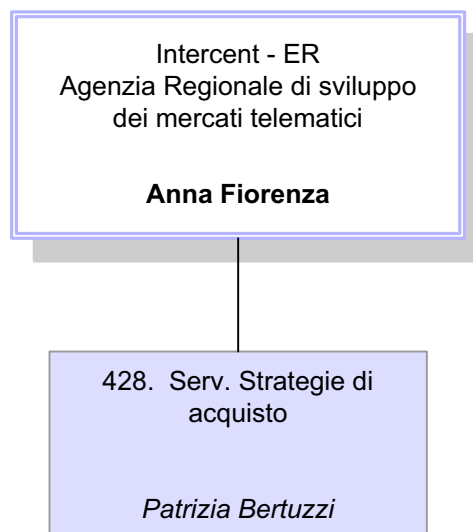 Intercent - ER
Agenzia Regionale di sviluppo
dei mercati telematici
Anna Fiorenza
428.  Serv. Strategie di
acquisto
Patrizia Bertuzzi